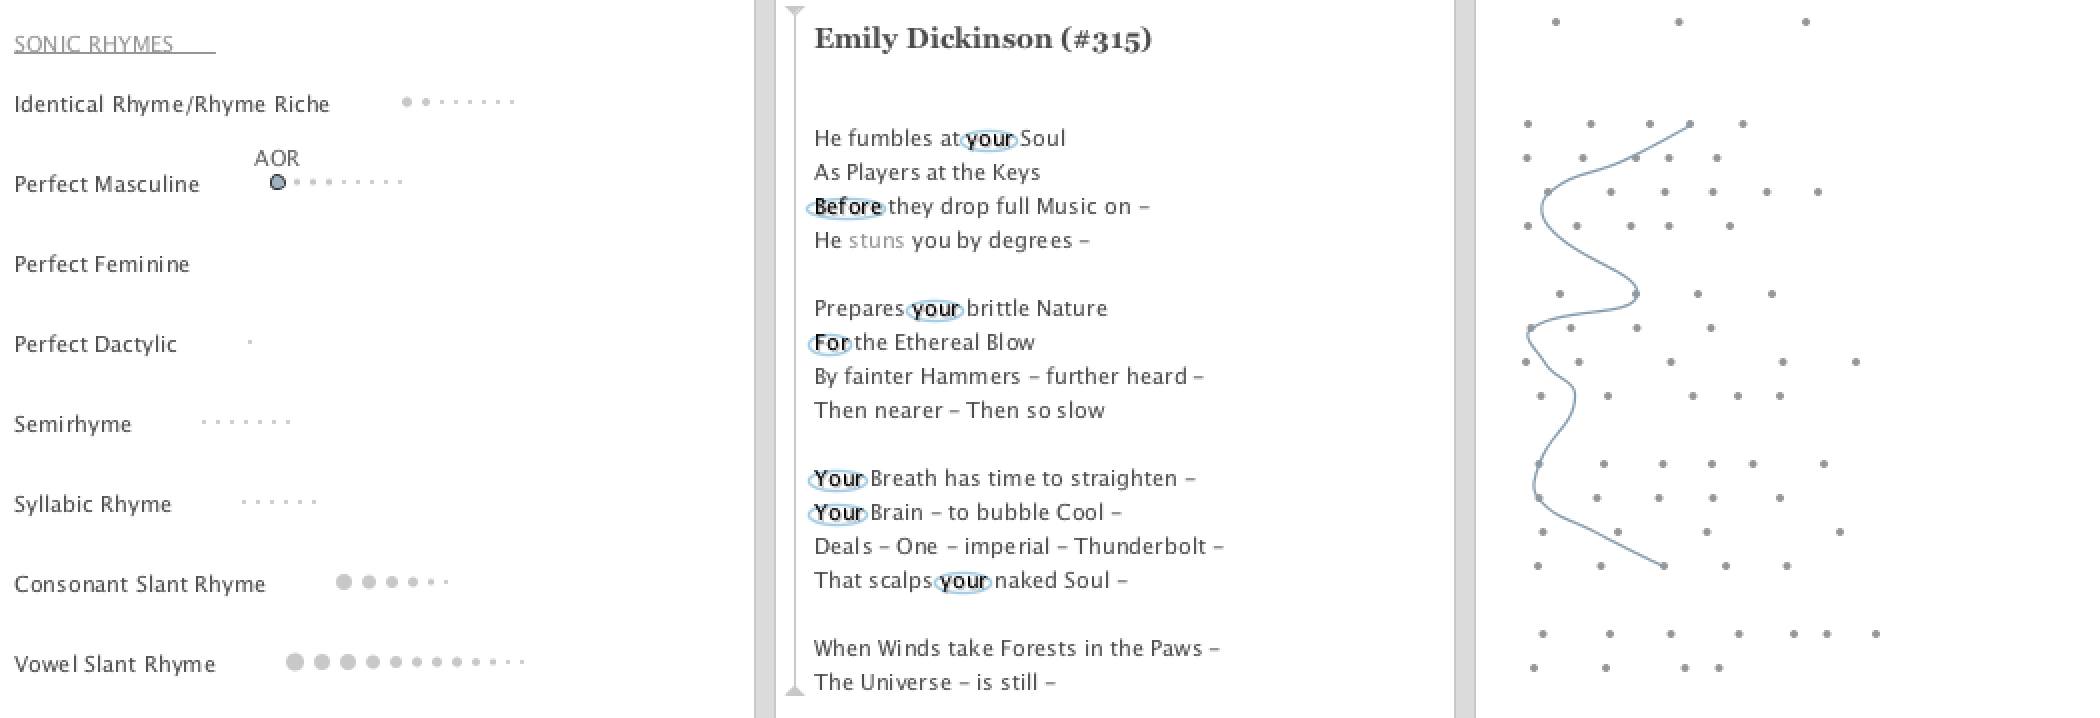 SONIC RHYMES
Identical Rhyme/Rhyme Riche
AOR
Perfect Masculine
Perfect Feminine
Perfect Dactylic
Semirhyme
Syllabic Rhyme
Consonant Slant Rhyme
Vowel Slant Rhyme
Emily Dickinson (#315)
He fumbles at your Soul
As Players at the Keys
Before they drop full Music on –
He stuns you by degrees –
Prepares your brittle Nature
For the Ethereal Blow
By fainter Hammers – further heard –
Then nearer – Then so slow
Your Breath has time to straighten –
Your Brain – to bubble Cool –
Deals – One – imperial – Thunderbolt –
That scalps your naked Soul –
When Winds take Forests in the Paws –
The Universe – is still –